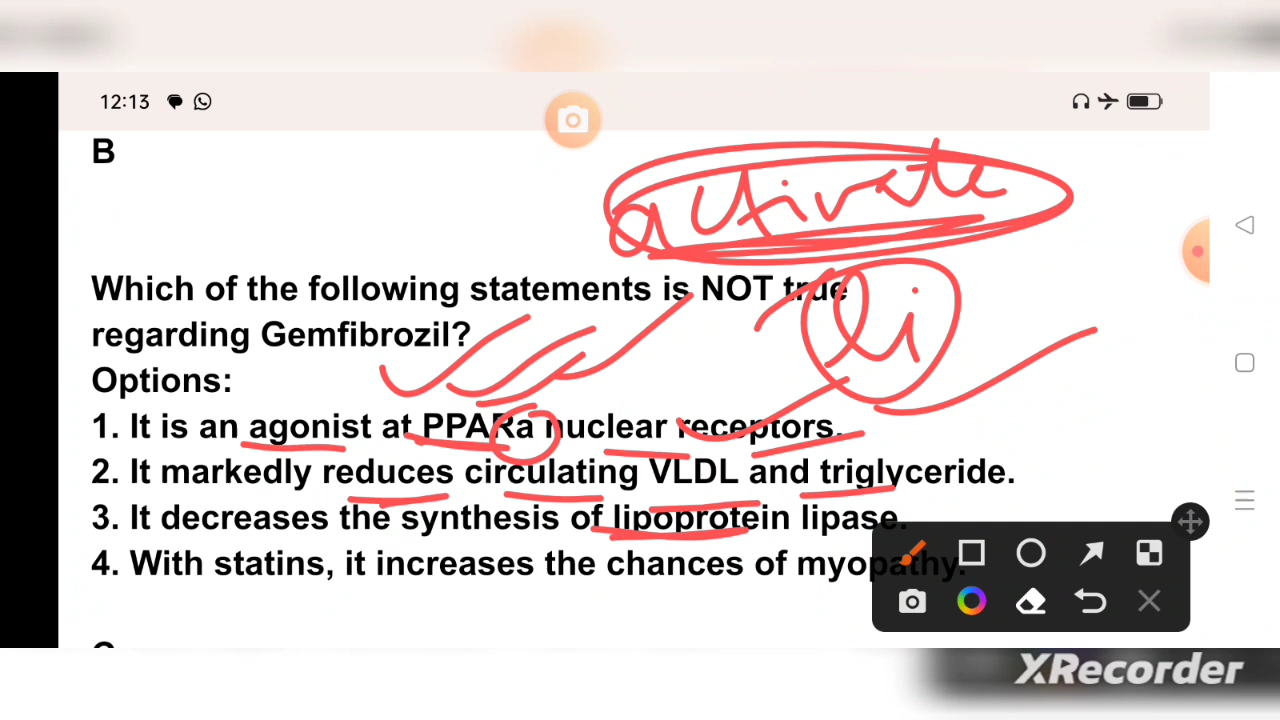 12:13
B
activate
Which of the following statements is NOT true
regarding Gemfibrozil?
li
Options:
1. It is an agonist at PPARa nuclear receptors.
2. It markedly reduces circulating VLDL and triglyceride.
3. It decreases the synthesis of lipoprotein lipase.
4. With statins, it increases the chances of myopathy.
XRecorder